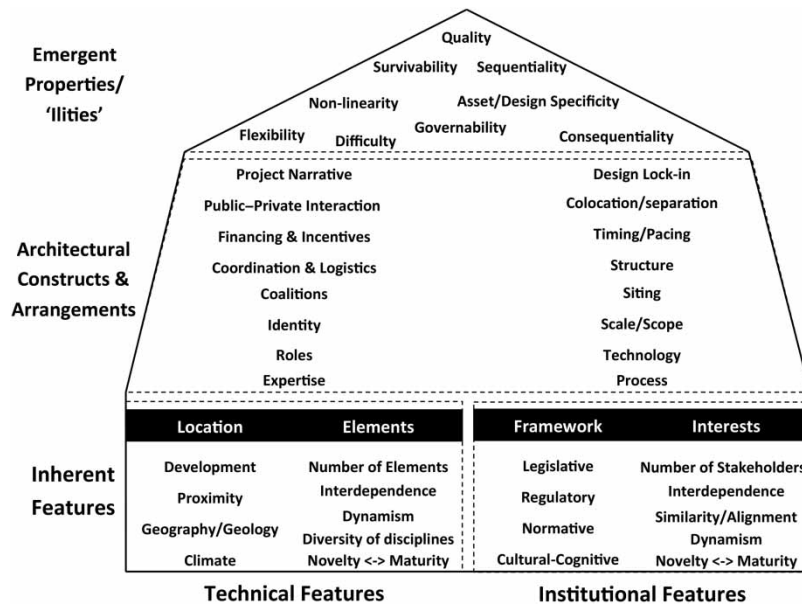 Emergent
Properties/
‘Ilities’
Quality
Survivability Sequentiality
Non-linearity Asset/Design Specificity
Flexibility Difficulty Governability Consequentiality
Architectural
Constructs &
Arrangements
Project Narrative Design Lock-in
Public–Private Interaction Colocation/separation
Financing & Incentives Timing/Pacing
Coordination & Logistics Structure
Coalitions Siting
Identity Scale/Scope
Roles Technology
Expertise Process
Inherent
Features
Location Elements Framework Interests
Development Number of Elements Legislative Number of Stakeholders
Proximity Interdependence Regulatory Interdependence
Geography/Geology Dynamism Normative Similarity/Alignment
Diversity of disciplines Dynamism
Climate Novelty <-> Maturity Cultural-Cognitive Novelty <-> Maturity
Technical Features Institutional Features